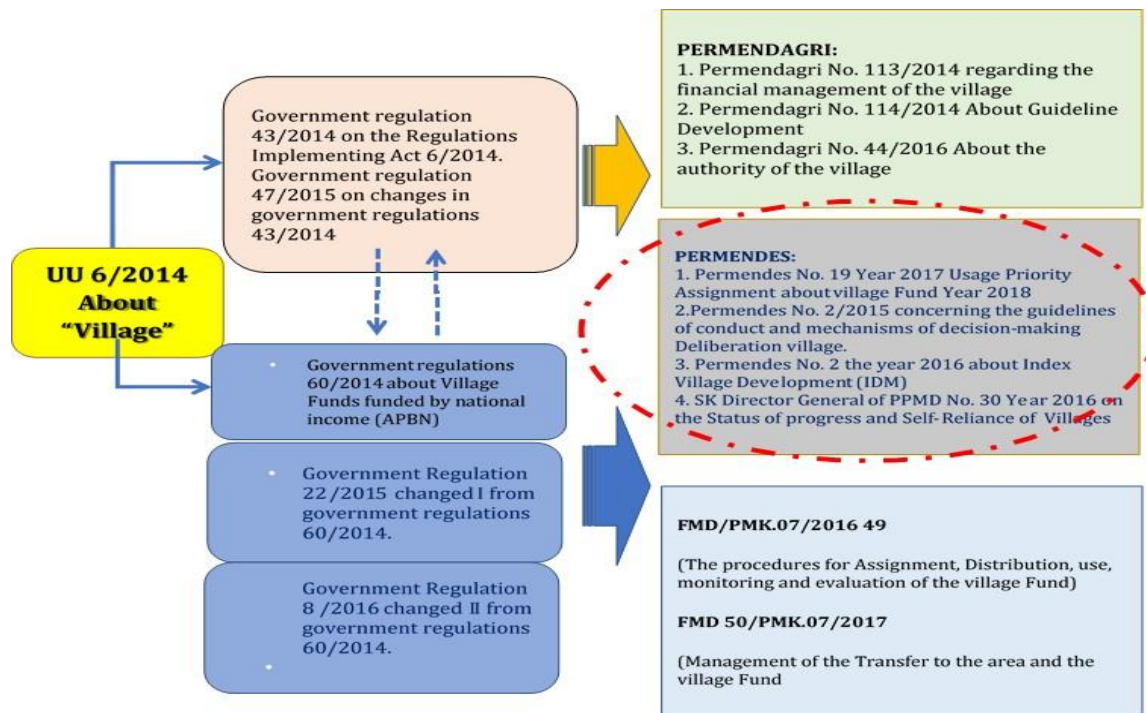 UU 6/2014
About
“Village”
Government regulation
43/2014 on the Regulations
Implementing Act 6/2014.
Government regulation
47/2015 on changes in
government regulations
43/2014
Government regulations
60/2014 about Village
Funds funded by national
income (APBN)
Government Regulation
22 /2015 changed I from
government regulations
60/2014.
Government Regulation
8 /2016 changed II from
government regulations
60/2014.
PERMENDAGRI:
1. Permendagri No. 113/2014 regarding the
financial management of the village
2. Permendagri No. 114/2014 About Guideline
Development
3. Permendagri No. 44/2016 About the
authority of the village
PERMENDES:
1. Permendes No. 19 Year 2017 Usage Priority
Assignment about village Fund Year 2018
2.Permendes No. 2/2015 concerning the guidelines
of conduct and mechanisms of decision-making
Deliberation village.
3. Permendes No. 2 the year 2016 about Index
Village Development (IDM)
4. SK Director General of PPMD No. 30 Year 2016 on
the Status of progress and Self-Reliance of Villages
FMD/PMK.07/2016 49
(The procedures for Assignment, Distribution, use,
monitoring and evaluation of the village Fund)
FMD 50/PMK.07/2017
(Management of the Transfer to the area and the
village Fund